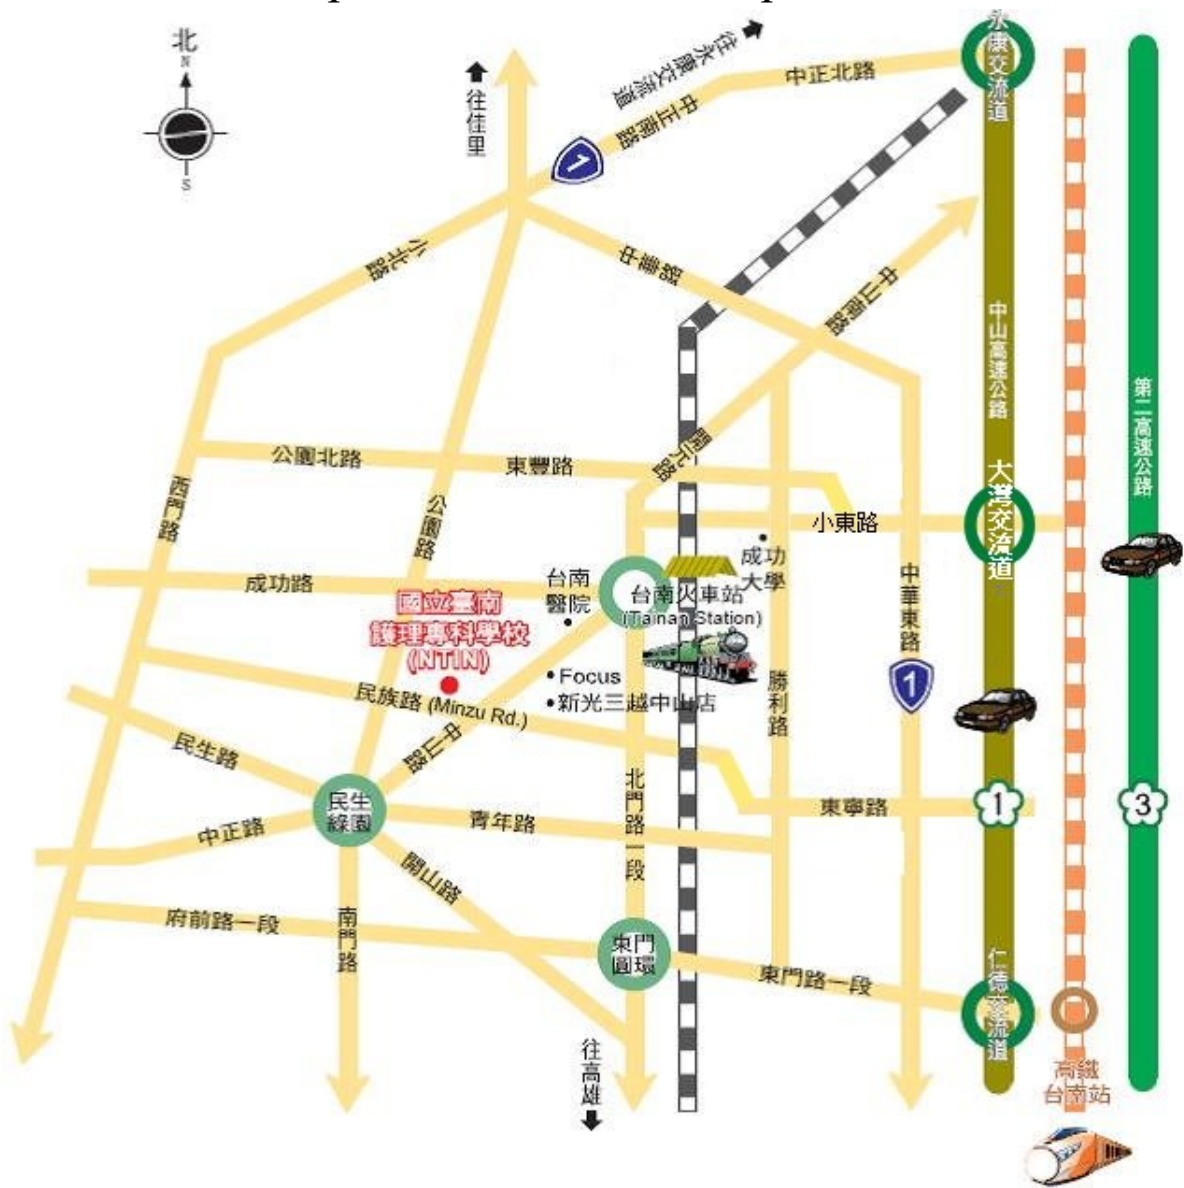 北
N
S
往佳里
往永康交流道
中正南路
中正北路
永康交流道
1
小北路
中華路
中山南路
中山高速公路
第二高速公路
公園北路
東豐路
開元路
西門路
公園路
小東路
大灣交流道
成功路
台南
醫院
台南火車站
(Tainan Station)
成功
大學
國立臺南
護理專科學校
(NTIN)
中華東路
1
Focus
新光三越中山店
民族路 (Minzu Rd.)
勝利路
中山路
民生路
民生
綠園
北門路一段
東寧路
1
3
中正路
青年路
開山路
府前路一段
南門路
東門
圓環
東門路一段
仁德交流道
往高雄
高鐵
台南站